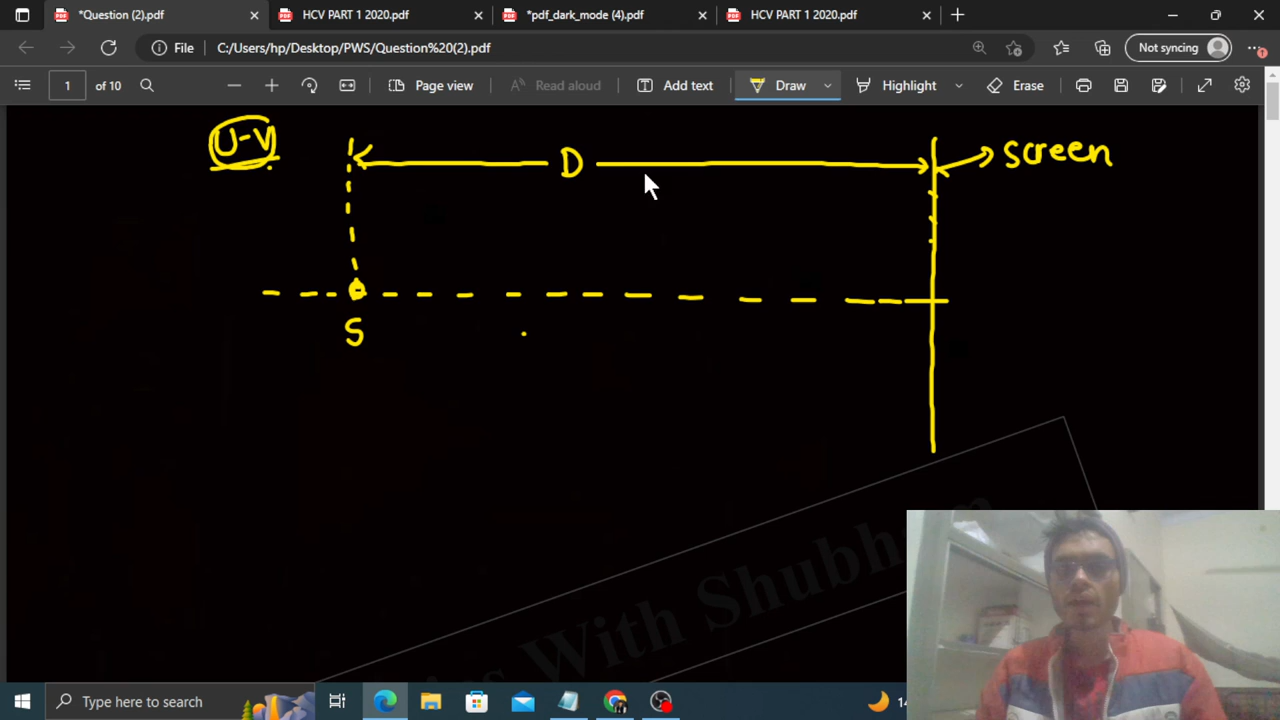 *Question (2).pdf
HCV PART 1 2020.pdf
*pdf_dark_mode (4).pdf
HCV PART 1 2020.pdf
File
C:/Users/hp/Desktop/PWS/Question%20(2).pdf
Not syncing
1 of 10
Page view
Read aloud
Add text
Draw
Highlight
Erase
U-V
D
screen
S
With Shubh
Type here to search